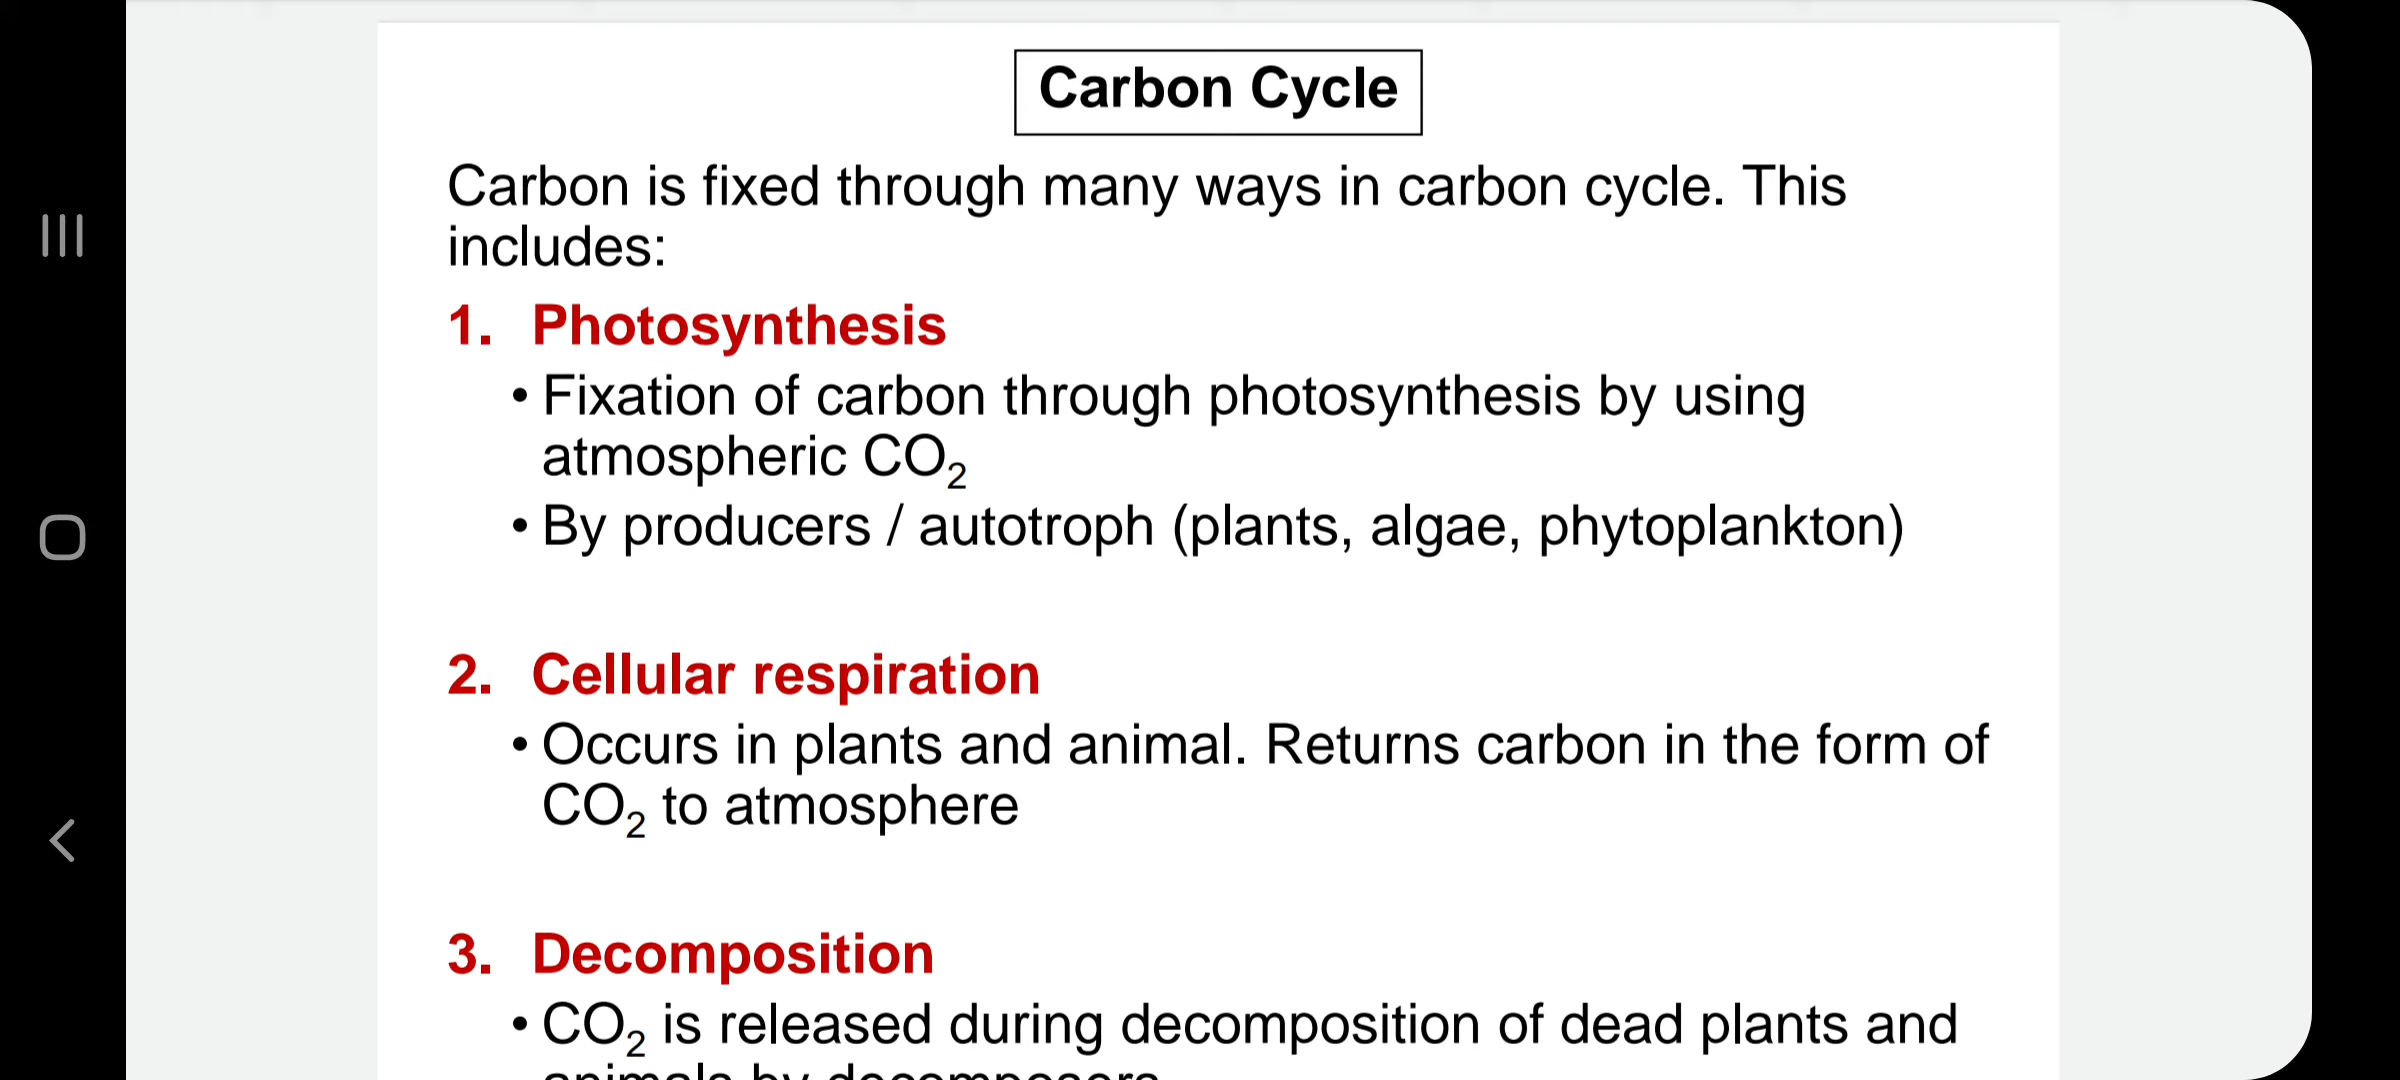 Carbon Cycle
Carbon is fixed through many ways in carbon cycle. This
includes:
1. Photosynthesis
• Fixation of carbon through photosynthesis by using
atmospheric CO₂
• By producers / autotroph (plants, algae, phytoplankton)
2. Cellular respiration
• Occurs in plants and animal. Returns carbon in the form of
CO₂ to atmosphere
3. Decomposition
• CO₂ is released during decomposition of dead plants and
animals by decomposers